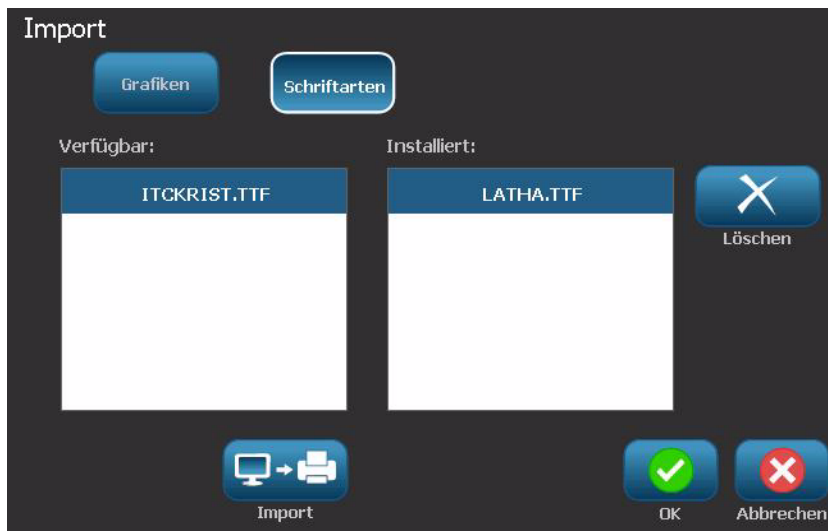 Import
Grafiken
Schriftarten
Verfügbar:
Installiert:
ITCKRIST.TTF
LATHA.TTF
Löschen
Import
OK
Abbrechen